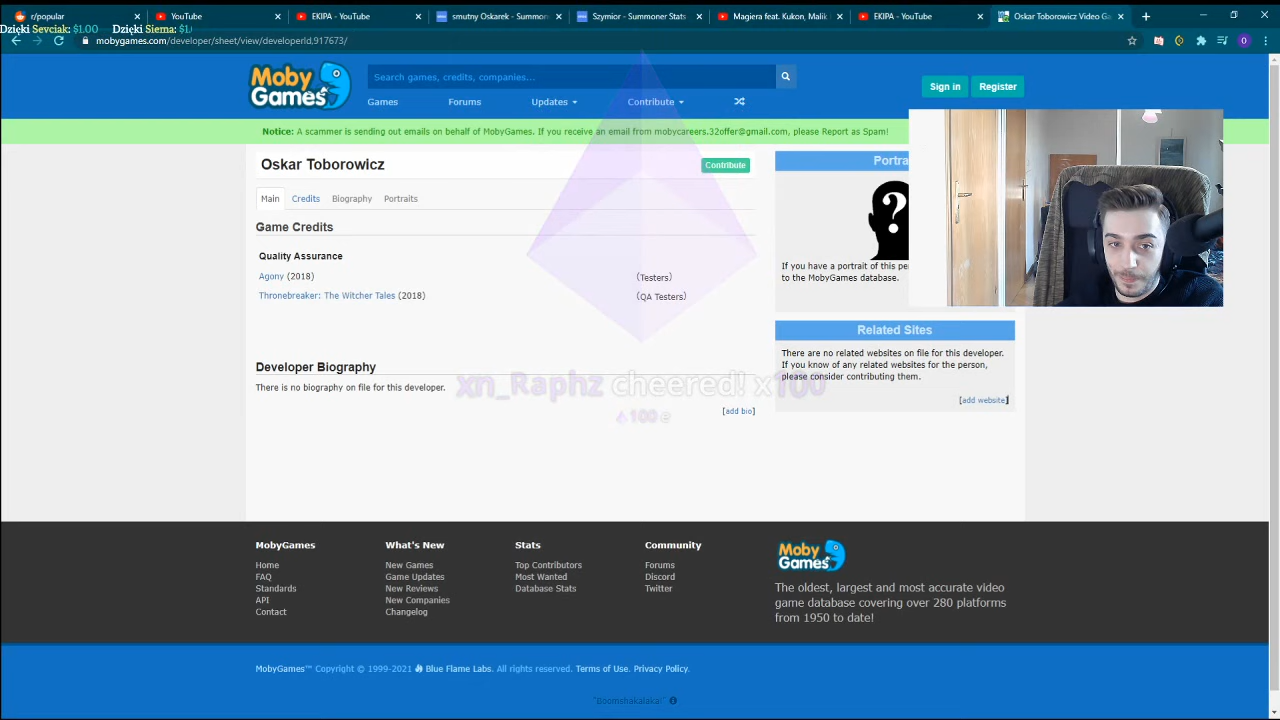 r/popular
YouTube
EKIPA - YouTube
smutny Oskarek - Summon
Szymior - Summoner Stats
Magiera feat. Kukon, Malik
EKIPA - YouTube
Oskar Toborowicz Video Ga
Dzięki Sevciak: $1.00 Dzięki Siema: $1.
mobygames.com/developer/sheet/view/developerId,917673/
Moby Games
Search games, credits, companies...
Sign in
Register
Games
Forums
Updates
Contribute
Notice: A scammer is sending out emails on behalf of MobyGames. If you receive an email from mobycareers.32offer@gmail.com, please Report as Spam!
Oskar Toborowicz
Contribute
Main
Credits
Biography
Portraits
Game Credits
Quality Assurance
Agony (2018)
(Testers)
Thronebreaker: The Witcher Tales (2018)
(QA Testers)
Developer Biography
There is no biography on file for this developer.
[add bio]
xn_Raphz cheered! x100
100 e
Portra
?
If you have a portrait of this pe
to the MobyGames database.
Related Sites
There are no related websites on file for this developer.
If you know of any related websites for the person,
please consider contributing them.
[add website]
MobyGames
Home
FAQ
Standards
API
Contact
What's New
New Games
Game Updates
New Reviews
New Companies
Changelog
Stats
Top Contributors
Most Wanted
Database Stats
Community
Forums
Discord
Twitter
Moby Games
The oldest, largest and most accurate video
game database covering over 280 platforms
from 1950 to date!
MobyGames™ Copyright © 1999-2021 Blue Flame Labs. All rights reserved. Terms of Use. Privacy Policy.
"Boomshakalaka!"